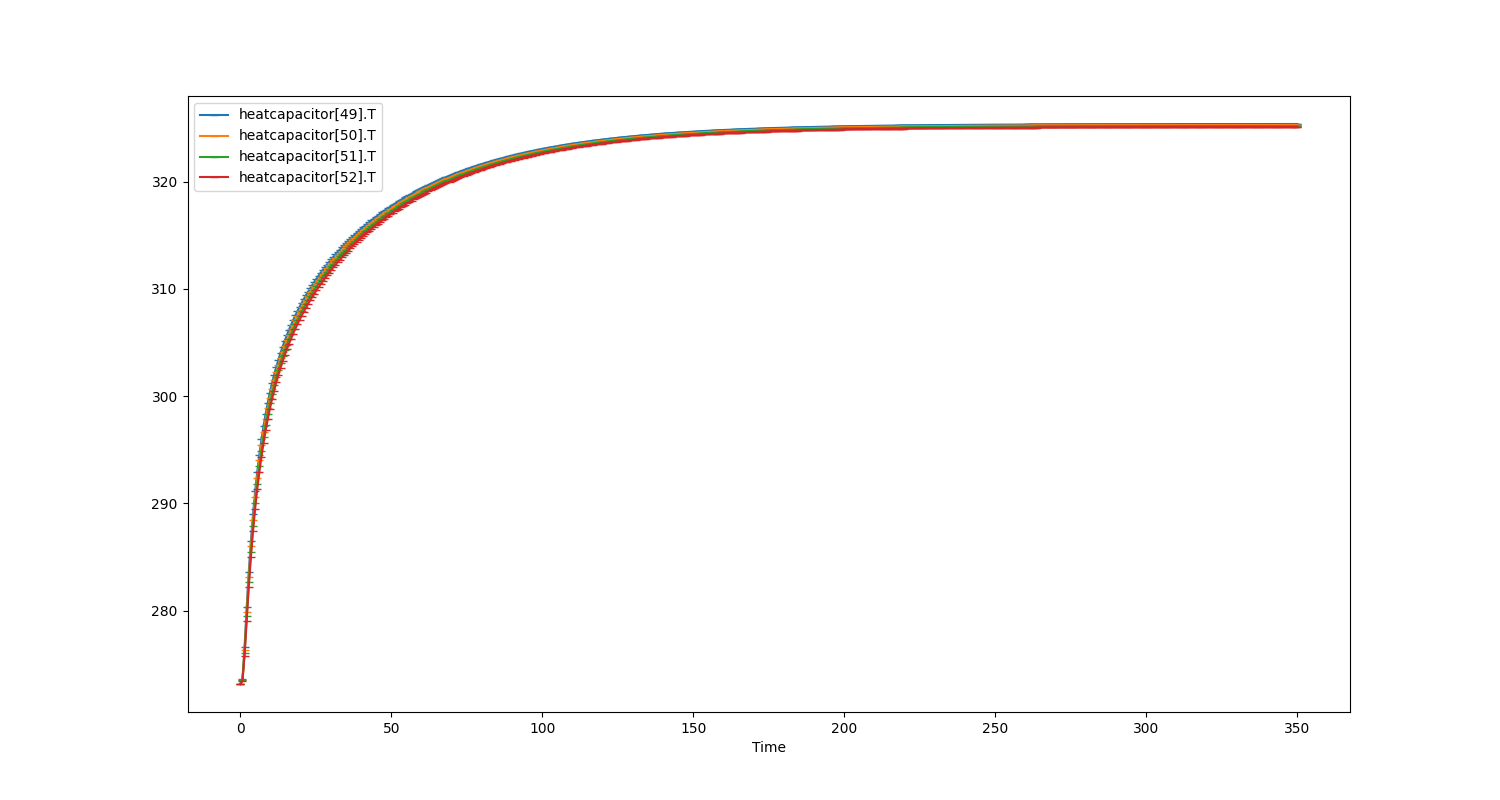 heatcapacitor[49].T
heatcapacitor[50].T
heatcapacitor[51].T
heatcapacitor[52].T
320
310
300
290
280
0 50 100 150 200 250 300 350
Time